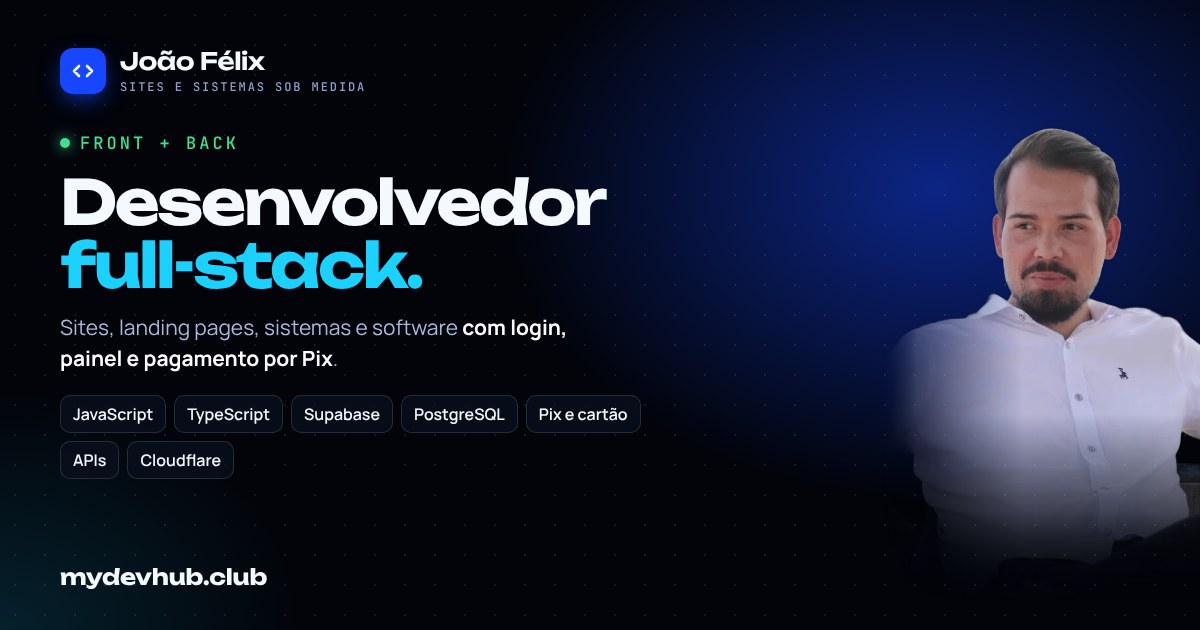 João Félix
SITES E SISTEMAS SOB MEDIDA
FRONT + BACK
Desenvolvedor
full-stack.
Sites, landing pages, sistemas e software com login,
painel e pagamento por Pix.
JavaScript TypeScript Supabase PostgreSQL Pix e cartão
APIs Cloudflare
mydevhub.club